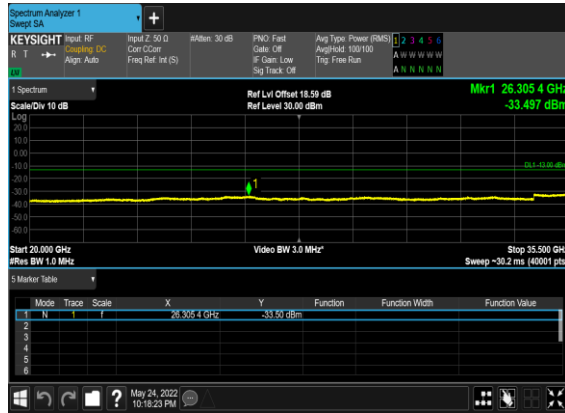 Spectrum Analyzer 1
Swept SA
+
KEYSIGHT Input: RF Input Z: 50 Ω #Atten: 30 dB PNO: Fast Avg Type: Power (RMS) 1 2 3 4 5 6
R T Coupling: DC Corr CCorr Gate: Off Avg|Hold: 100/100 A W W W W W
Align: Auto Freq Ref: Int (S) IF Gain: Low Trig: Free Run
Sig Track: Off A N N N N N
LW
1 Spectrum Ref Lvl Offset 18.59 dB Mkr1 26.305 4 GHz
Scale/Div 10 dB Ref Level 30.00 dBm -33.497 dBm
Log
20.0
10.0
0.00
-10.0 DL1 -13.00 dBm
-20.0
-30.0 1
-40.0
-50.0
-60.0
Start 20.000 GHz Video BW 3.0 MHz* Stop 35.500 GHz
#Res BW 1.0 MHz Sweep ~30.2 ms (40001 pts)
5 Marker Table
Mode Trace Scale X Y Function Function Width Function Value
1 N 1 f 26.305 4 GHz -33.50 dBm
2
3
4
5
6
? May 24, 2022
10:18:23 PM